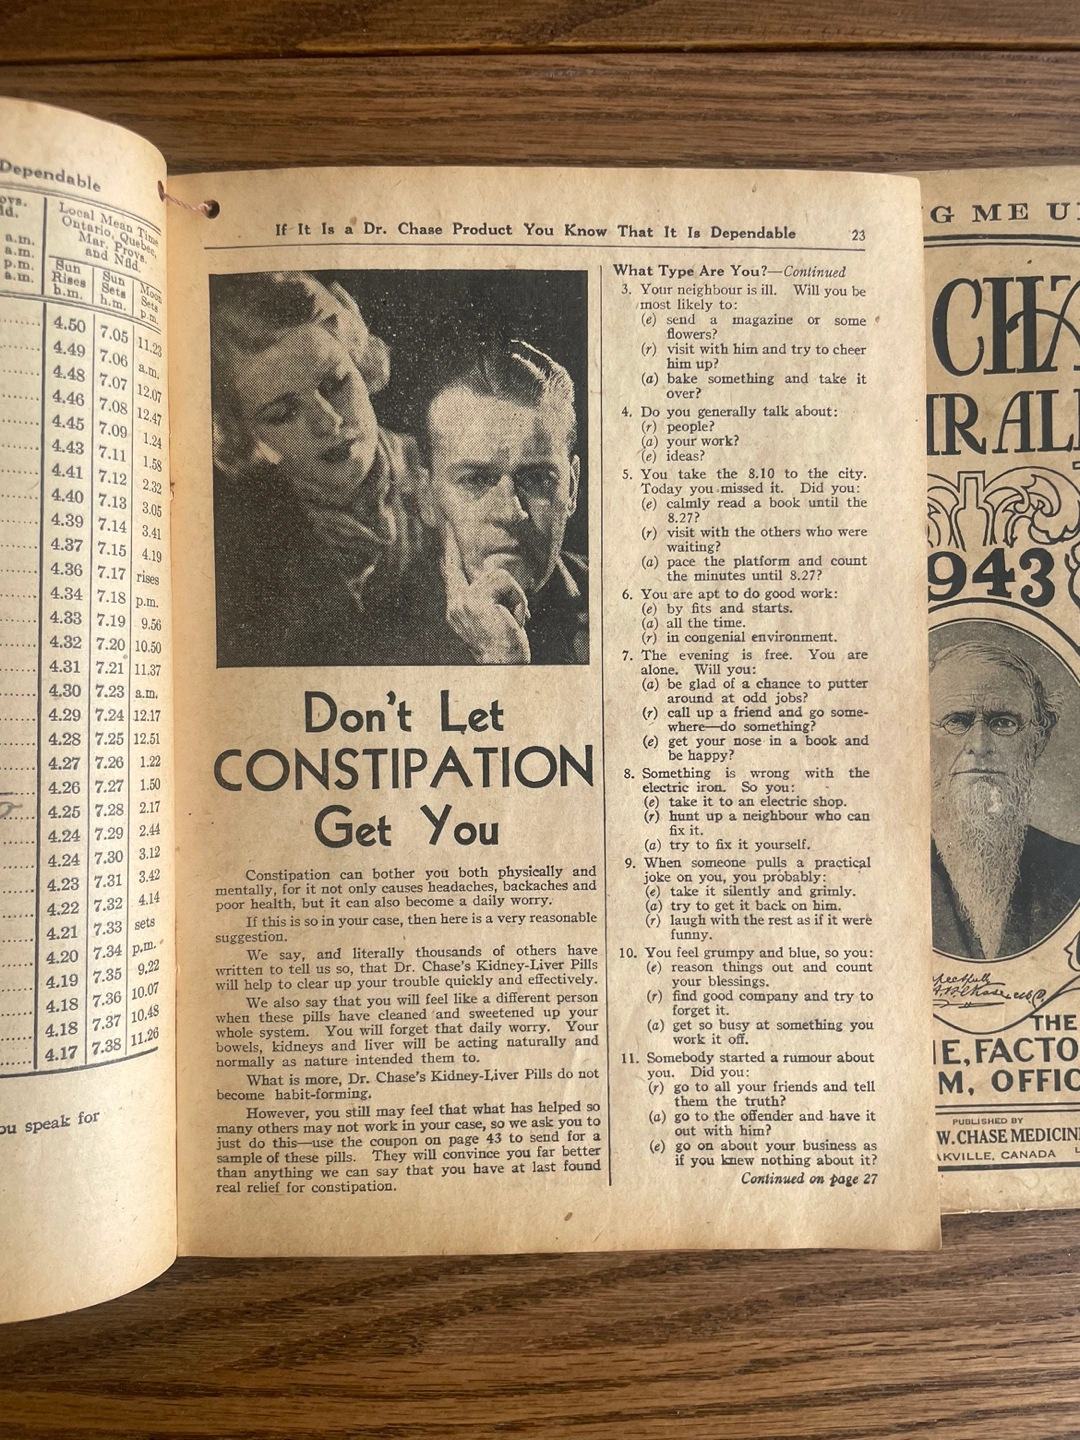 Dependable
Local Mean Time
Ontario, Quebec,
Mar. Provs.
and Nfld.
a.m.
a.m.
p.m.
a.m.
Sun Sun Moon
Rises Sets Sets
h.m. h.m. p.m.
4.50 7.05 11.23
4.49 7.06 a.m.
4.48 7.07 12.07
4.46 7.08 12.47
4.45 7.09 1.24
4.43 7.11 1.58
4.41 7.12 2.32
4.40 7.13 3.05
4.39 7.14 3.41
4.37 7.15 4.19
4.36 7.17 rises
4.34 7.18 p.m.
4.33 7.19 9.56
4.32 7.20 10.50
4.31 7.21 11.37
4.30 7.23 a.m.
4.29 7.24 12.17
4.28 7.25 12.51
4.27 7.26 1.22
4.26 7.27 1.50
4.25 7.28 2.17
4.24 7.29 2.44
4.24 7.30 3.12
4.23 7.31 3.42
4.22 7.32 4.14
4.21 7.33 sets
4.20 7.34 p.m.
4.19 7.35 9.22
4.18 7.36 10.07
4.18 7.37 10.48
4.17 7.38 11.26
speak for
If It Is a Dr. Chase Product You Know That It Is Dependable 23
Don't Let
CONSTIPATION
Get You
Constipation can bother you both physically and
mentally, for it not only causes headaches, backaches and
poor health, but it can also become a daily worry.
If this is so in your case, then here is a very reasonable
suggestion.
We say, and literally thousands of others have
written to tell us so, that Dr. Chase's Kidney-Liver Pills
will help to clear up your trouble quickly and effectively.
We also say that you will feel like a different person
when these pills have cleaned and sweetened up your
whole system. You will forget that daily worry. Your
bowels, kidneys and liver will be acting naturally and
normally as nature intended them to.
What is more, Dr. Chase's Kidney-Liver Pills do not
become habit-forming.
However, you still may feel that what has helped so
many others may not work in your case, so we ask you to
just do this—use the coupon on page 43 to send for a
sample of these pills. They will convince you far better
than anything we can say that you have at last found
real relief for constipation.
What Type Are You?—Continued
3. Your neighbour is ill. Will you be
most likely to:
(e) send a magazine or some
flowers?
(r) visit with him and try to cheer
him up?
(a) bake something and take it
over?
4. Do you generally talk about:
(r) people?
(a) your work?
(e) ideas?
5. You take the 8.10 to the city.
Today you missed it. Did you:
(e) calmly read a book until the
8.27?
(r) visit with the others who were
waiting?
(a) pace the platform and count
the minutes until 8.27?
6. You are apt to do good work:
(e) by fits and starts.
(a) all the time.
(r) in congenial environment.
7. The evening is free. You are
alone. Will you:
(a) be glad of a chance to putter
around at odd jobs?
(r) call up a friend and go some-
where—do something?
(e) get your nose in a book and
be happy?
8. Something is wrong with the
electric iron. So you:
(e) take it to an electric shop.
(r) hunt up a neighbour who can
fix it.
(a) try to fix it yourself.
9. When someone pulls a practical
joke on you, you probably:
(e) take it silently and grimly.
(a) try to get it back on him.
(r) laugh with the rest as if it were
funny.
10. You feel grumpy and blue, so you:
(e) reason things out and count
your blessings.
(r) find good company and try to
forget it.
(a) get so busy at something you
work it off.
11. Somebody started a rumour about
you. Did you:
(r) go to all your friends and tell
them the truth?
(a) go to the offender and have it
out with him?
(e) go on about your business as
if you knew nothing about it?
Continued on page 27
G ME U
CHA
R AL
943
THE
E, FACTO
M, OFFIC
PUBLISHED BY
W. CHASE MEDICIN
AKVILLE, CANADA